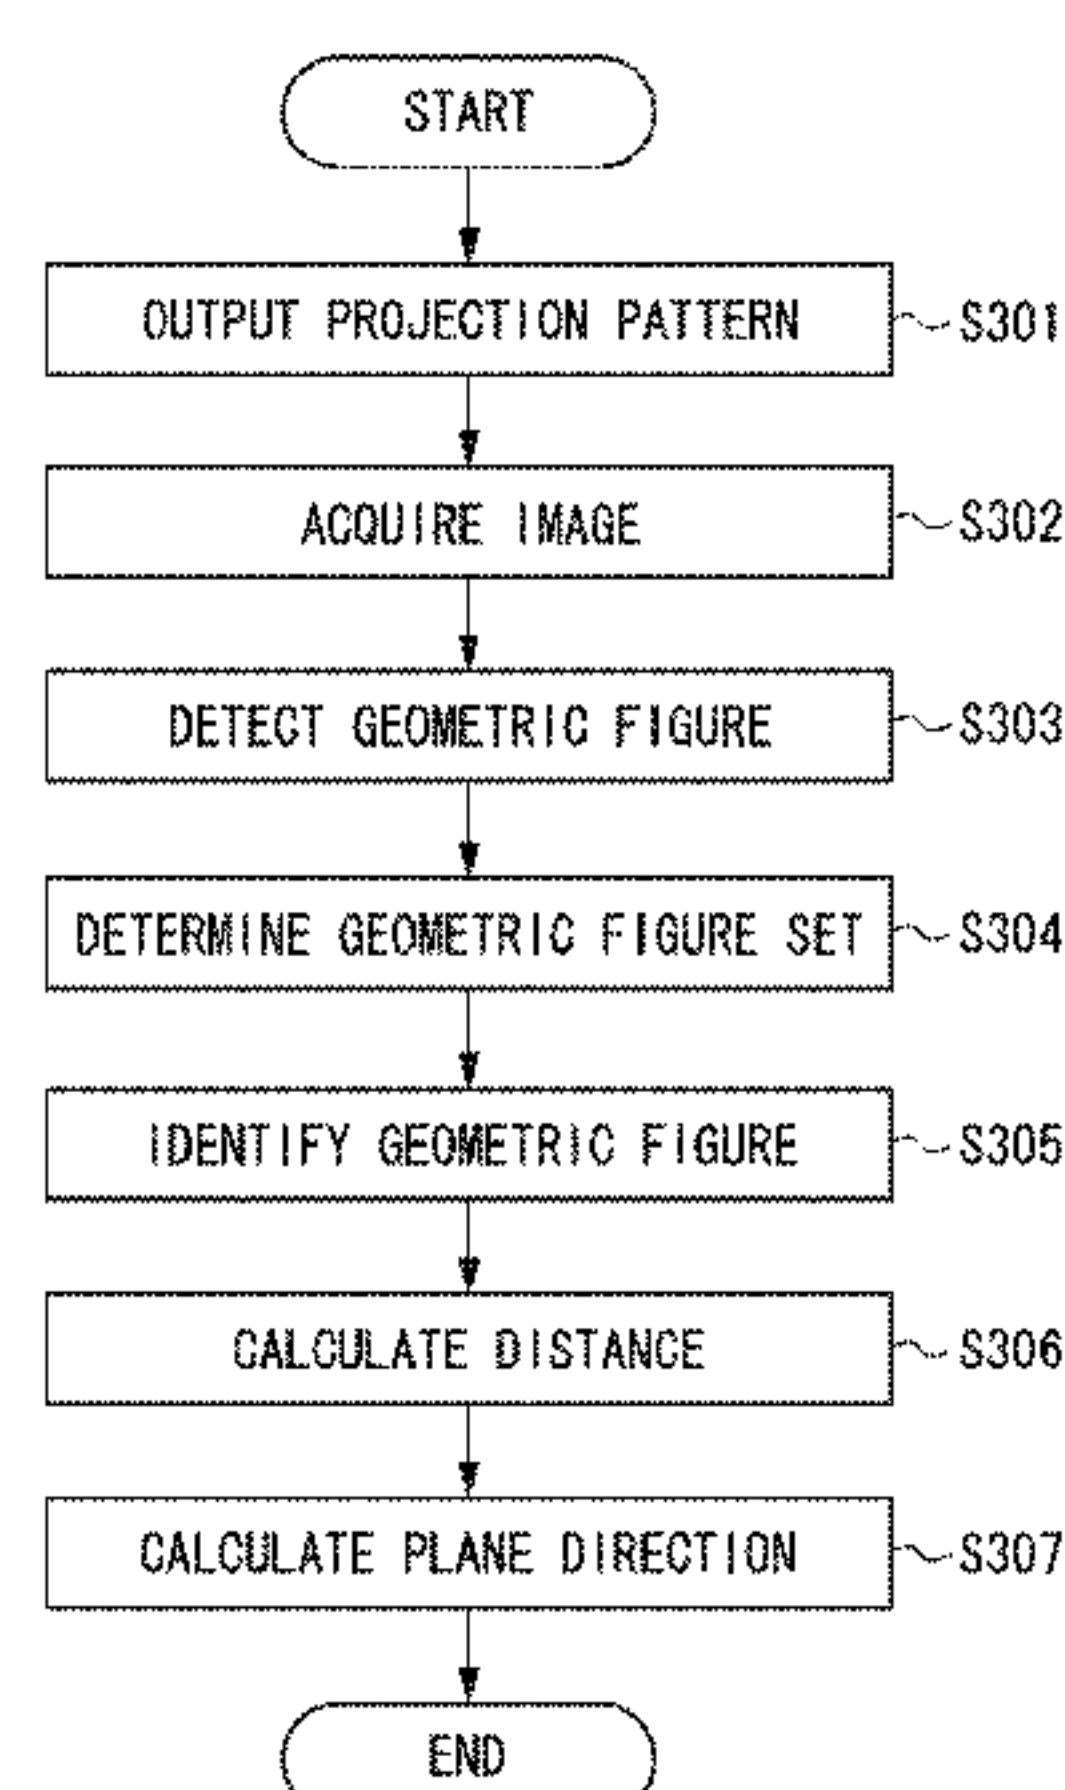 START
OUTPUT PROJECTION PATTERN
S301
ACQUIRE IMAGE
S302
DETECT GEOMETRIC FIGURE
S303
DETERMINE GEOMETRIC FIGURE SET
S304
IDENTIFY GEOMETRIC FIGURE
S305
CALCULATE DISTANCE
S306
CALCULATE PLANE DIRECTION
S307
END